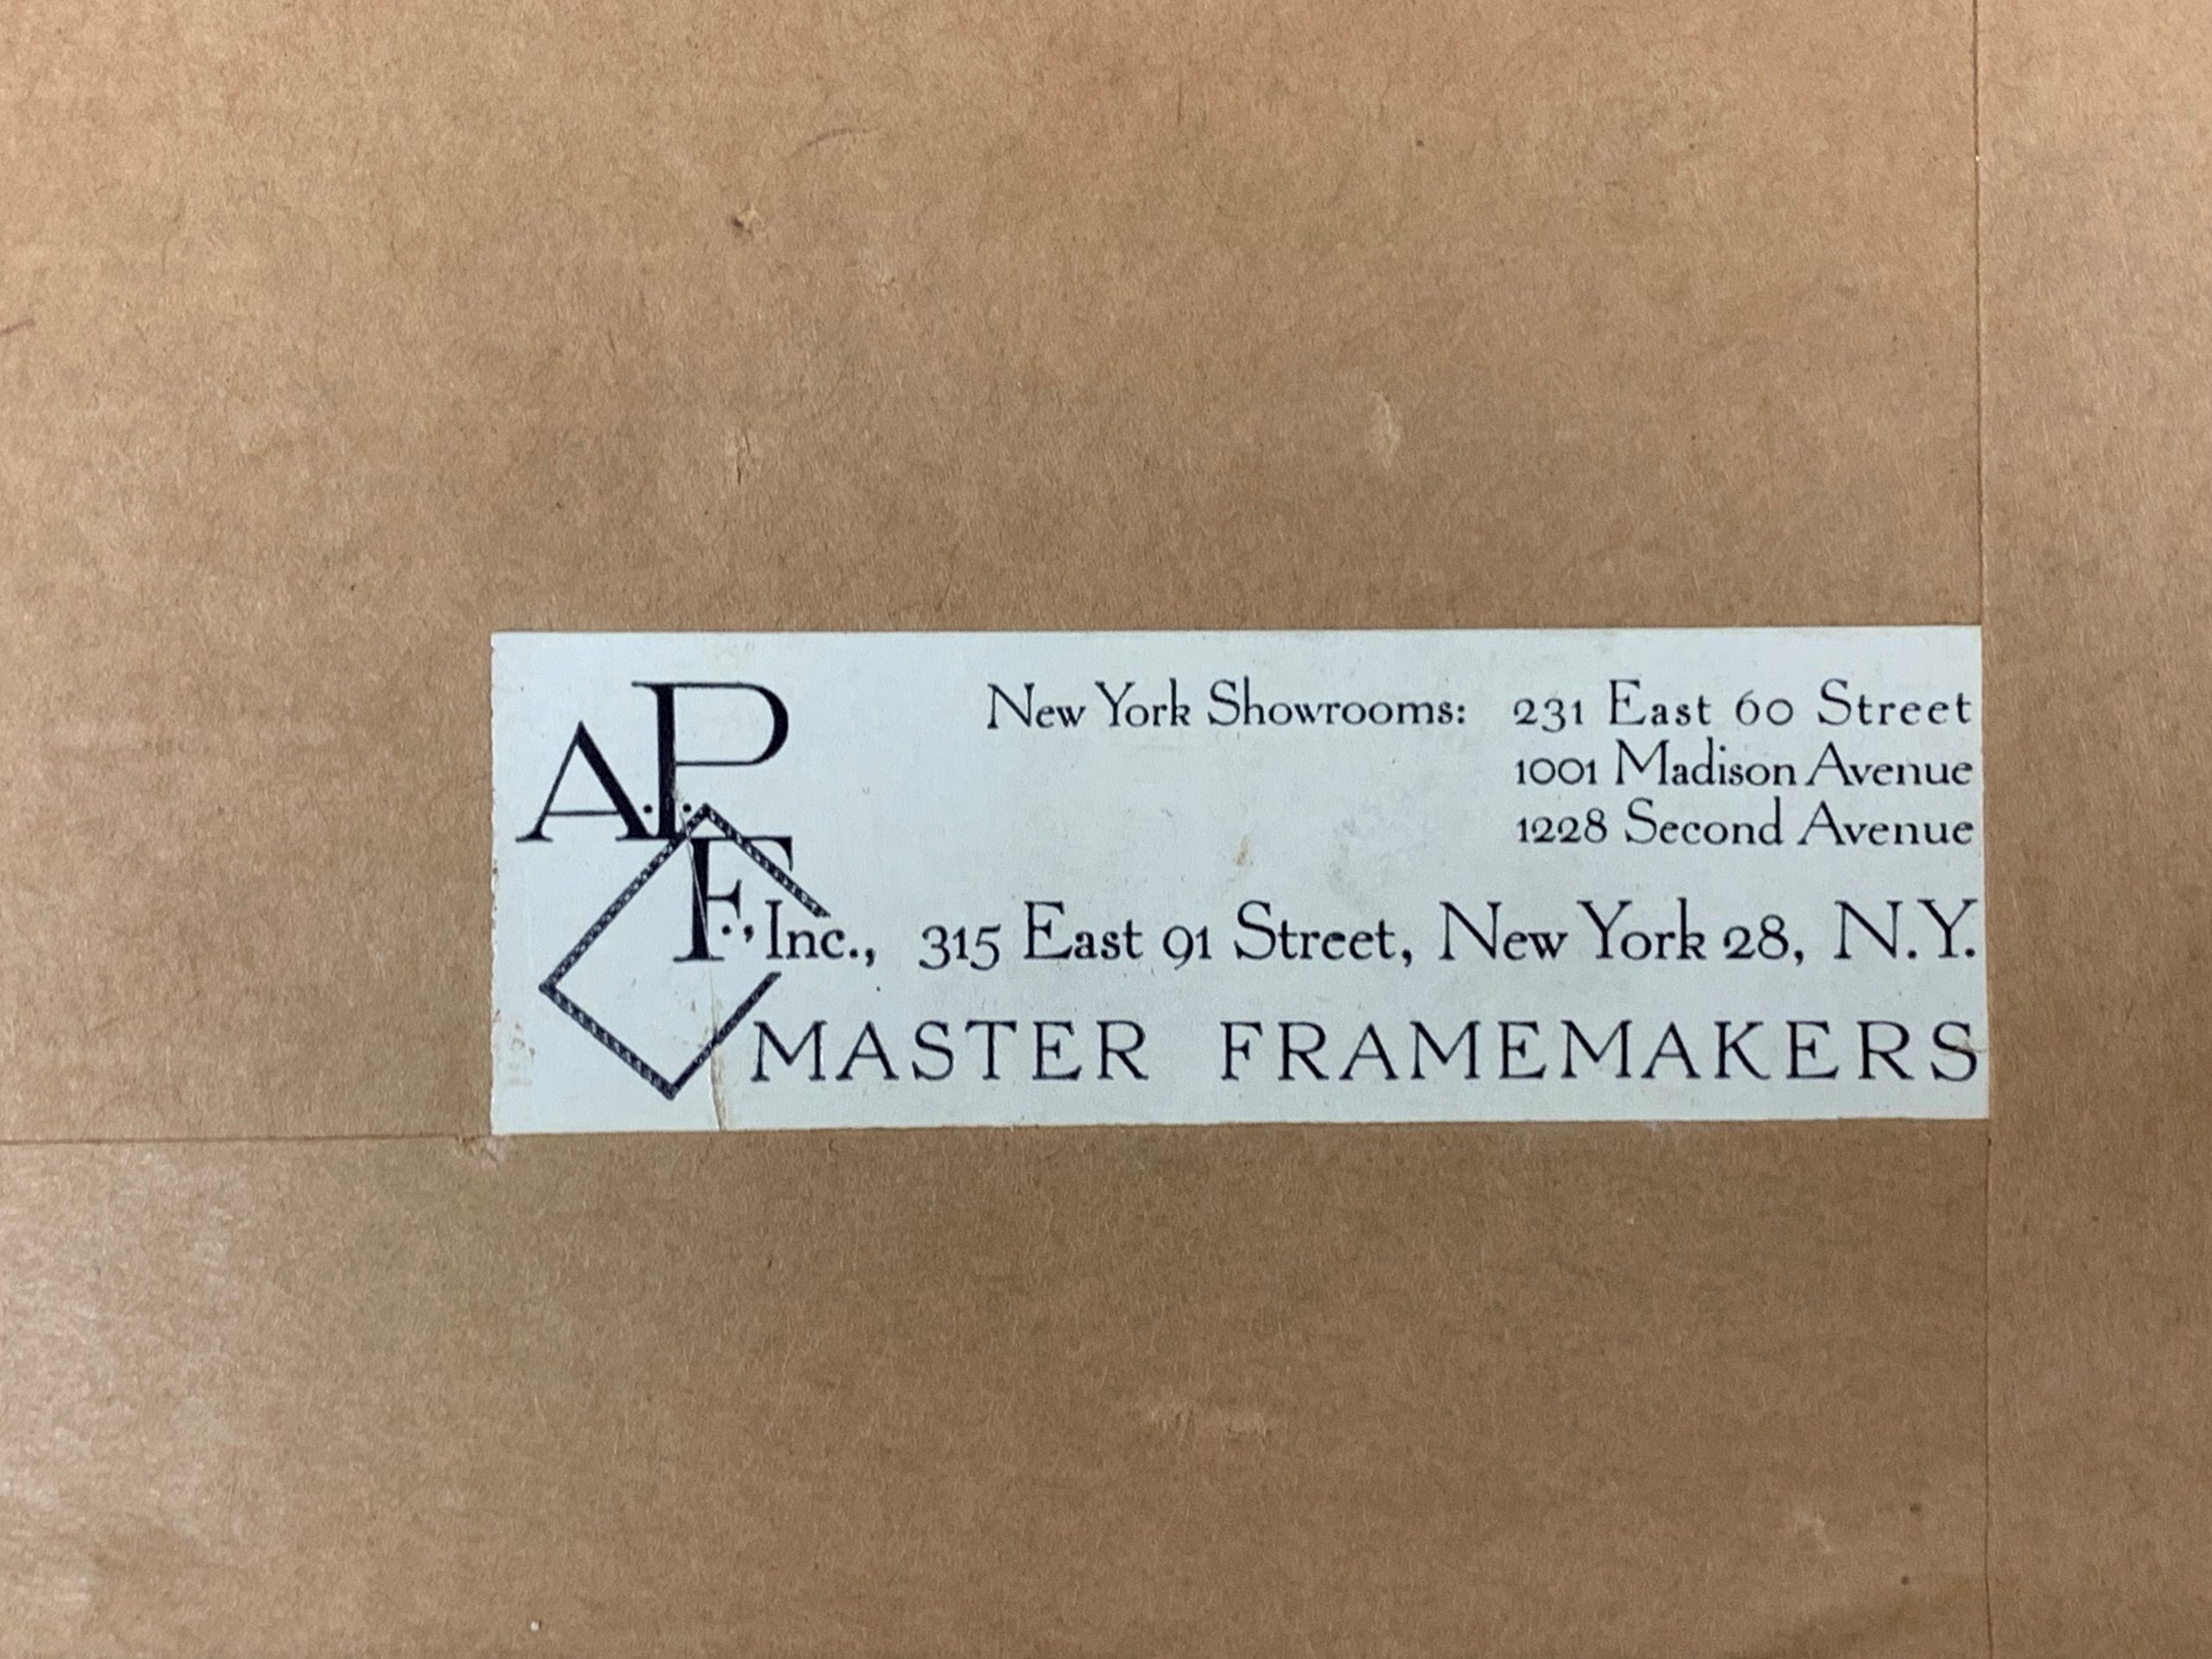 A.P.F., Inc., 315 East 91 Street, New York 28, N.Y.
New York Showrooms: 231 East 60 Street
1001 Madison Avenue
1228 Second Avenue
MASTER FRAMEMAKERS